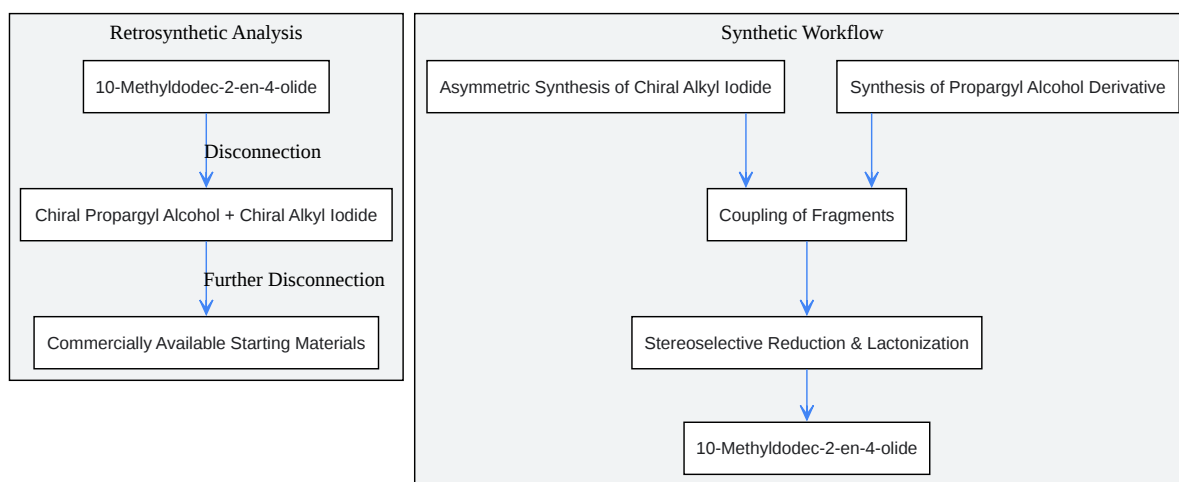 Retrosynthetic Analysis
10-Methyldodec-2-en-4-olide
Disconnection
Chiral Propargyl Alcohol + Chiral Alkyl Iodide
Further Disconnection
Commercially Available Starting Materials
Synthetic Workflow
Asymmetric Synthesis of Chiral Alkyl Iodide
Synthesis of Propargyl Alcohol Derivative
Coupling of Fragments
Stereoselective Reduction & Lactonization
10-Methyldodec-2-en-4-olide